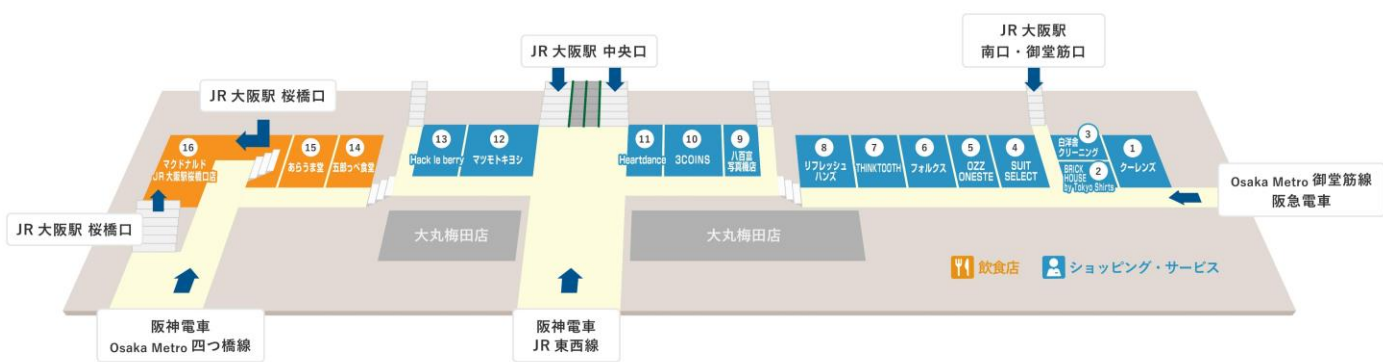 JR 大阪駅 中央口
JR 大阪駅
南口・御堂筋口
JR 大阪駅 桜橋口
16
マクドナルド
JR 大阪駅桜橋口店
15
あらうま堂
14
五郎っぺ食堂
13
Hack le berry
12
マツモトキヨシ
11
Heartdance
10
3COINS
9
八百富
写真機店
8
リフレッシュ
ハンズ
7
THINKTOOTH
6
フォルクス
5
OZZ
ONESTE
4
SUIT
SELECT
3
白洋舍
クリーニング
2
BRICK
HOUSE
by Tokyo Shirts
1
クーレンズ
Osaka Metro 御堂筋線
阪急電車
JR 大阪駅 桜橋口
大丸梅田店
大丸梅田店
飲食店
ショッピング・サービス
阪神電車
Osaka Metro 四つ橋線
阪神電車
JR 東西線